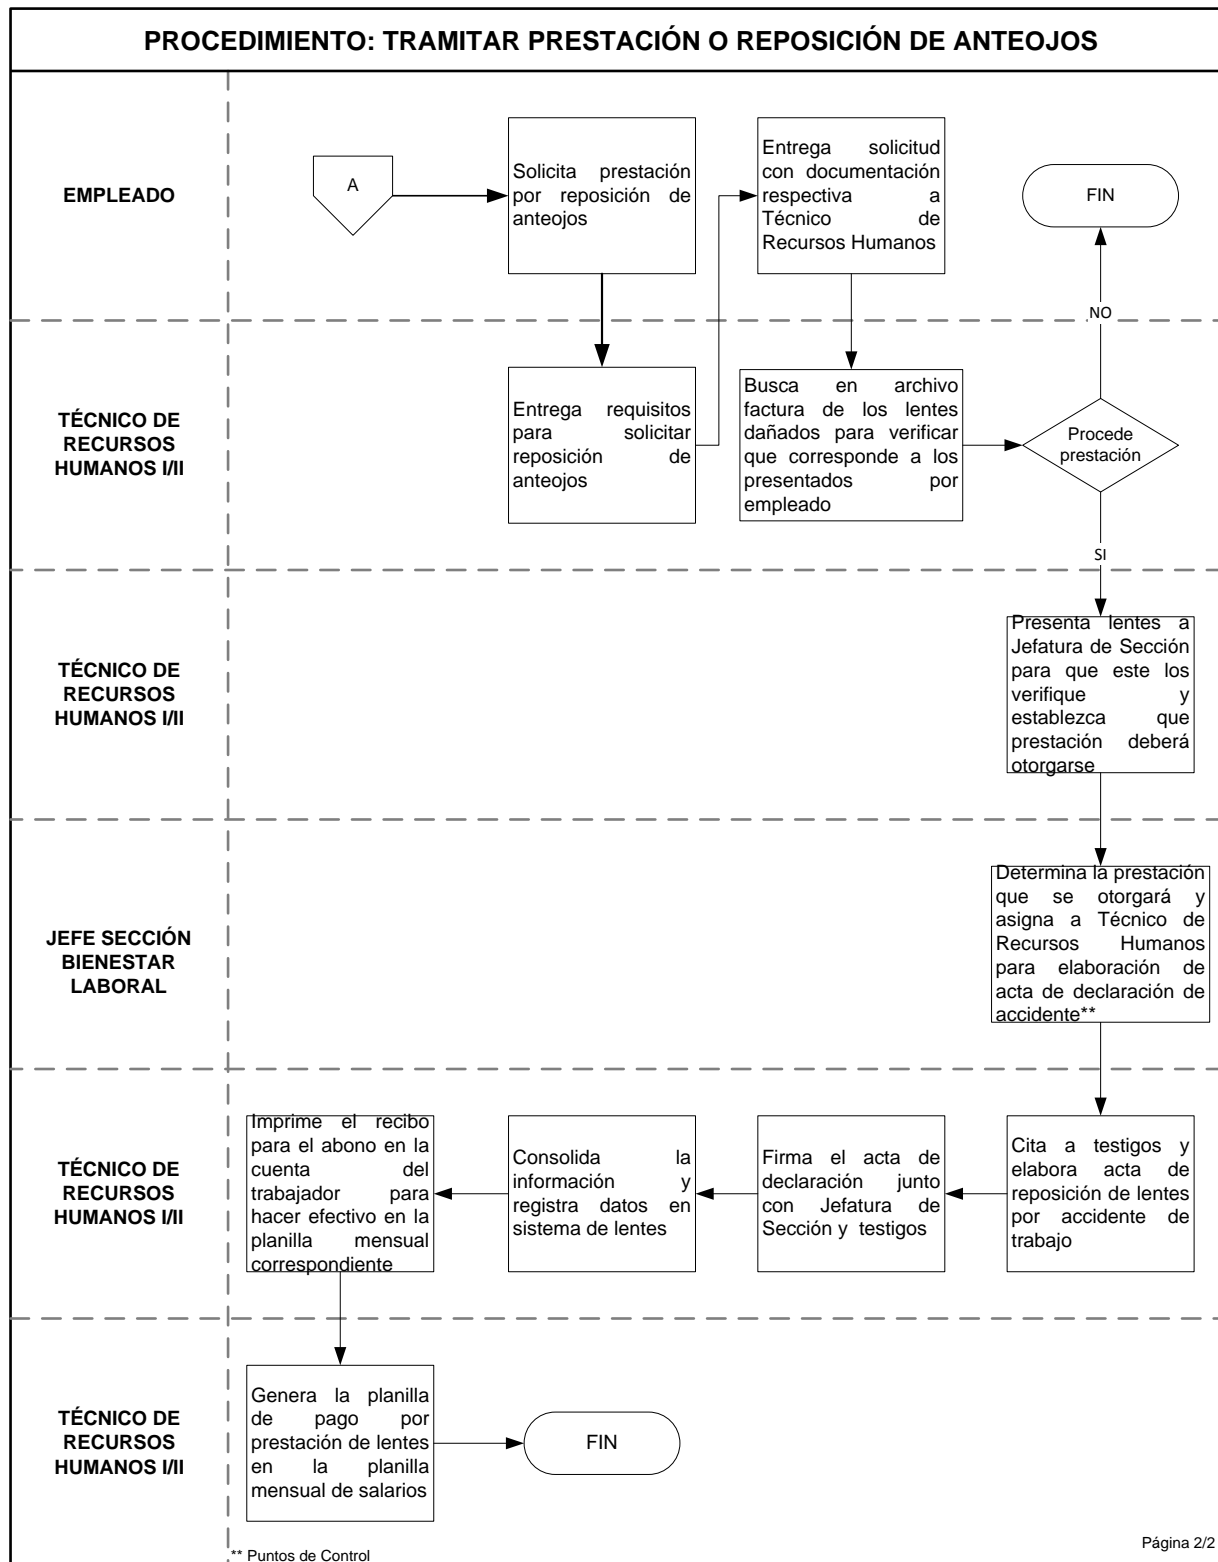 PROCEDIMIENTO: TRAMITAR PRESTACIÓN O REPOSICIÓN DE ANTEOJOS
EMPLEADO
A
Solicita prestación
por reposición de
anteojos
Entrega solicitud
con documentación
respectiva a
Técnico de
Recursos Humanos
FIN
NO
TÉCNICO DE
RECURSOS
HUMANOS I/II
Entrega requisitos
para solicitar
reposición de
anteojos
Busca en archivo
factura de los lentes
dañados para verificar
que corresponde a los
presentados por
empleado
Procede
prestación
SI
TÉCNICO DE
RECURSOS
HUMANOS I/II
Presenta lentes a
Jefatura de Sección
para que este los
verifique y
establezca que
prestación deberá
otorgarse
JEFE SECCIÓN
BIENESTAR
LABORAL
Determina la prestación
que se otorgará y
asigna a Técnico de
Recursos Humanos
para elaboración de
acta de declaración de
accidente**
TÉCNICO DE
RECURSOS
HUMANOS I/II
Imprime el recibo
para el abono en la
cuenta del
trabajador para
hacer efectivo en la
planilla mensual
correspondiente
Consolida la
información y
registra datos en
sistema de lentes
Firma el acta de
declaración junto
con Jefatura de
Sección y testigos
Cita a testigos y
elabora acta de
reposición de lentes
por accidente de
trabajo
TÉCNICO DE
RECURSOS
HUMANOS I/II
Genera la planilla
de pago por
prestación de lentes
en la planilla
mensual de salarios
FIN
** Puntos de Control
Página 2/2